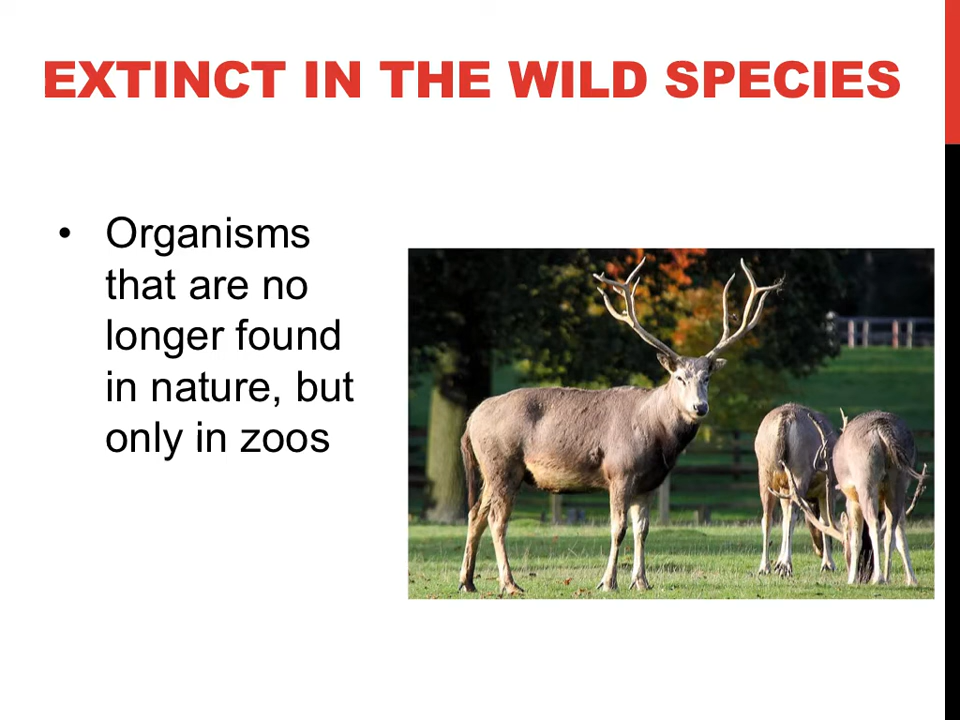 EXTINCT IN THE WILD SPECIES
• Organisms
that are no
longer found
in nature, but
only in zoos